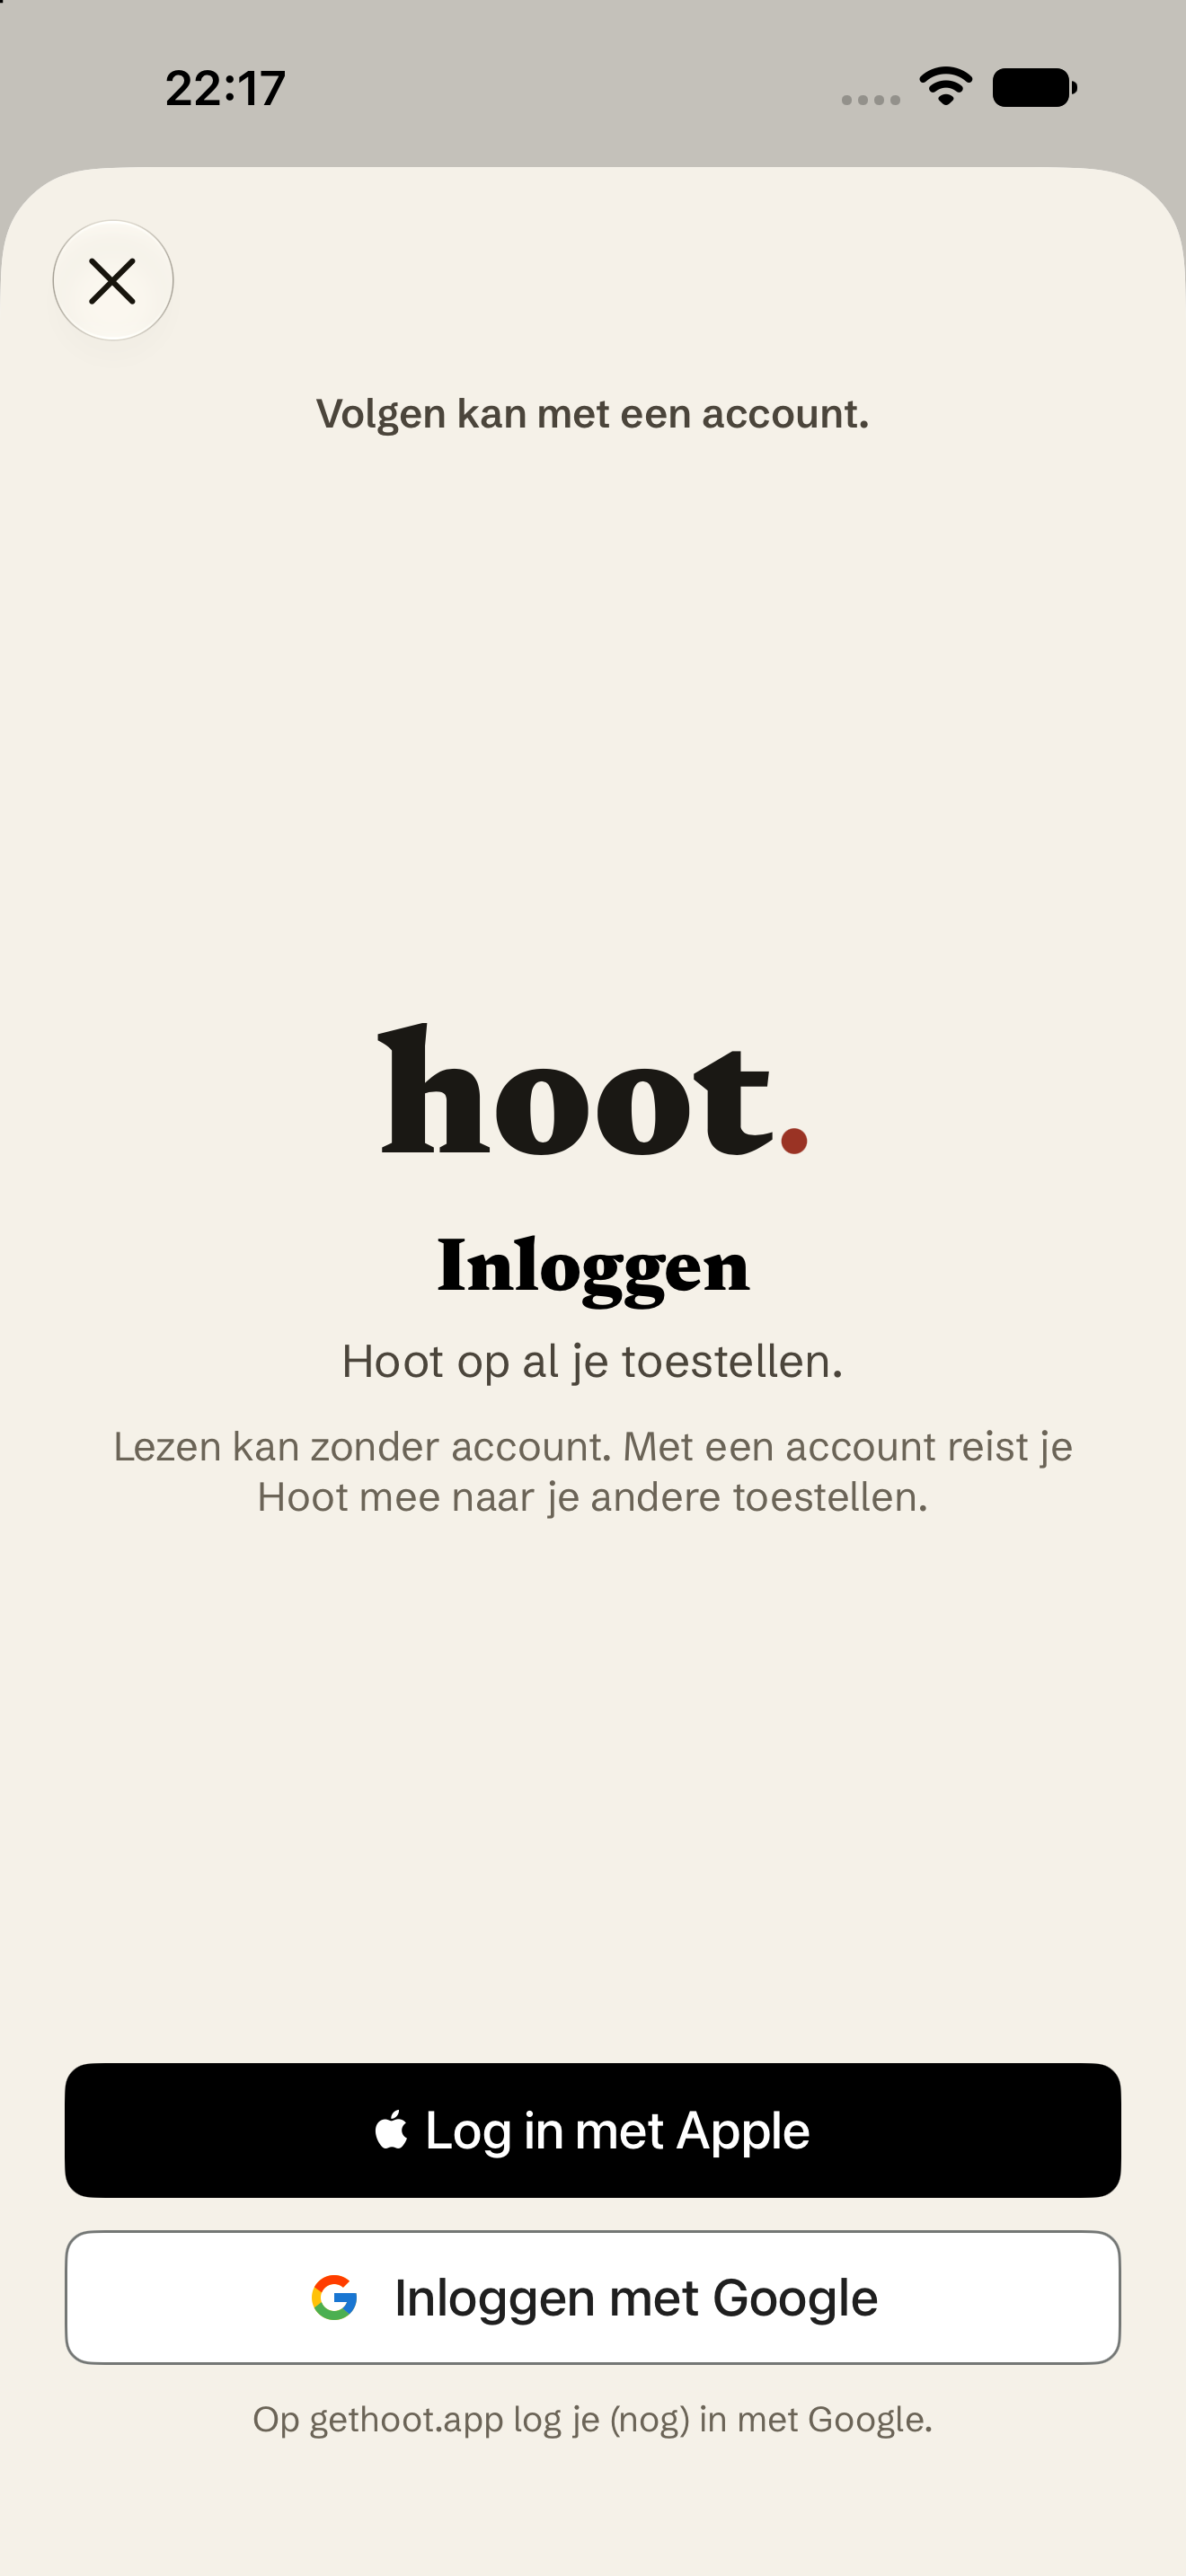 22:17
Volgen kan met een account.
hoot.
Inloggen
Hoot op al je toestellen.
Lezen kan zonder account. Met een account reist je
Hoot mee naar je andere toestellen.
Log in met Apple
Inloggen met Google
Op gethoot.app log je (nog) in met Google.